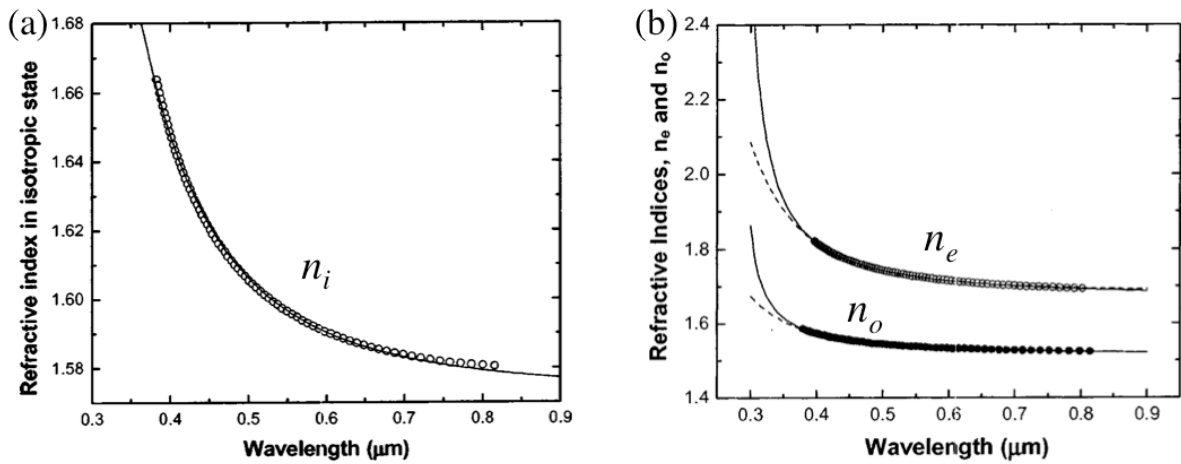 (a)
Refractive index in isotropic state
1.68
1.66
1.64
1.62
1.60
1.58
n_i
0.3 0.4 0.5 0.6 0.7 0.8 0.9
Wavelength (μm)
(b)
Refractive Indices, n_e and n_o
2.4
2.2
2.0
1.8
1.6
1.4
n_e
n_o
0.3 0.4 0.5 0.6 0.7 0.8 0.9
Wavelength (μm)